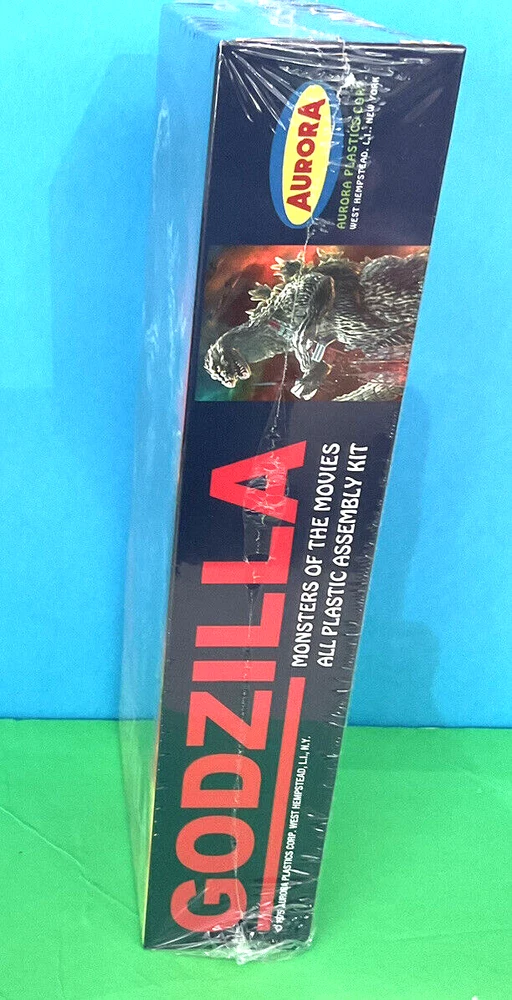 GODZILLA
MONSTERS OF THE MOVIES
ALL PLASTIC ASSEMBLY KIT
© 1975 AURORA PLASTICS CORP. WEST HEMPSTEAD, L.I., N.Y.
AURORA
AURORA PLASTICS CORP.
WEST HEMPSTEAD, L.I., NEW YORK